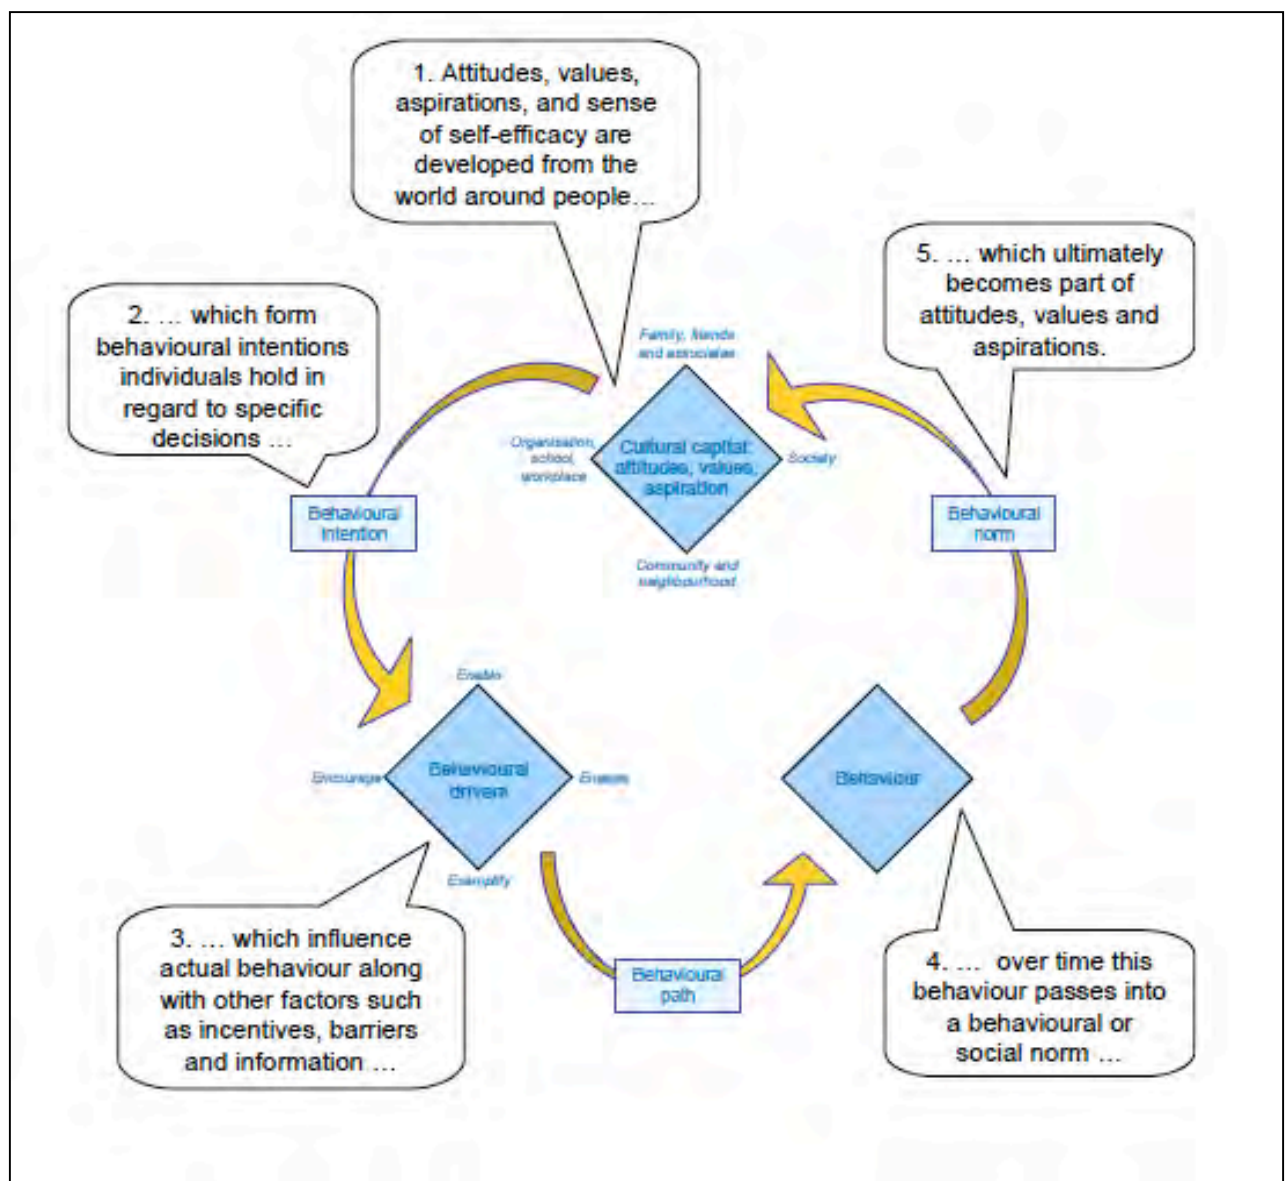 1. Attitudes, values,
aspirations, and sense
of self-efficacy are
developed from the
world around people…
2. … which form
behavioural intentions
individuals hold in
regard to specific
decisions …
5. … which ultimately
becomes part of
attitudes, values and
aspirations.
Family, friends
and associates
Organisation,
school,
workplace
Cultural capital:
attitudes, values,
aspiration
Society
Community and
neighbourhood
Behavioural
intention
Behavioural
norm
Enable
Encourage
Behavioural
drivers
Exemplify
Behaviour
3. … which influence
actual behaviour along
with other factors such
as incentives, barriers
and information …
Behavioural
path
4. … over time this
behaviour passes into
a behavioural or
social norm …